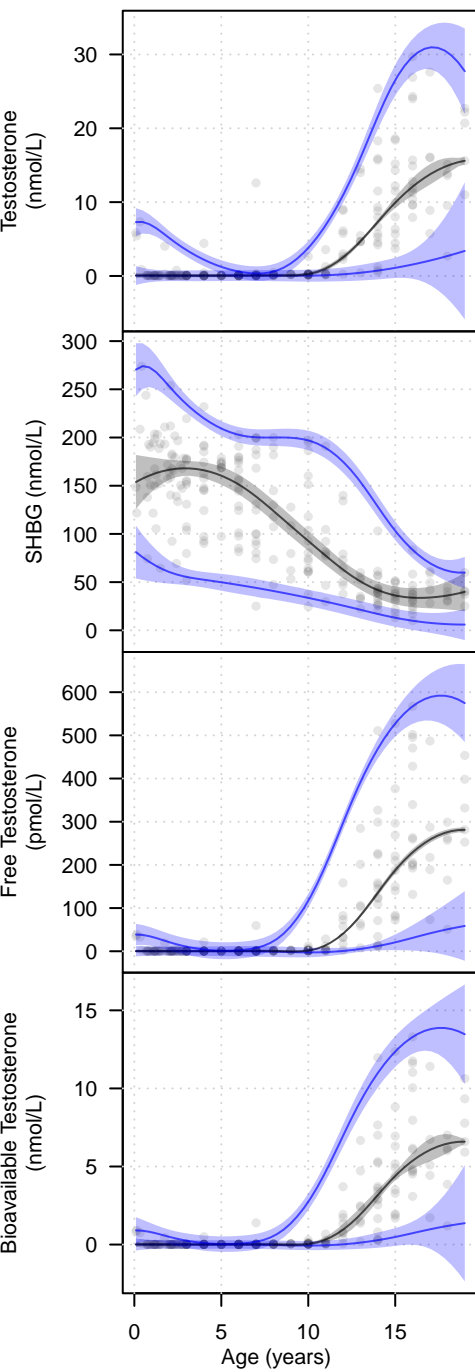 Testosterone
(nmol/L)
30
20
10
0
SHBG (nmol/L)
300
250
200
150
100
50
0
Free Testosterone
(pmol/L)
600
500
400
300
200
100
0
Bioavailable Testosterone
(nmol/L)
15
10
5
0
0 5 10 15
Age (years)